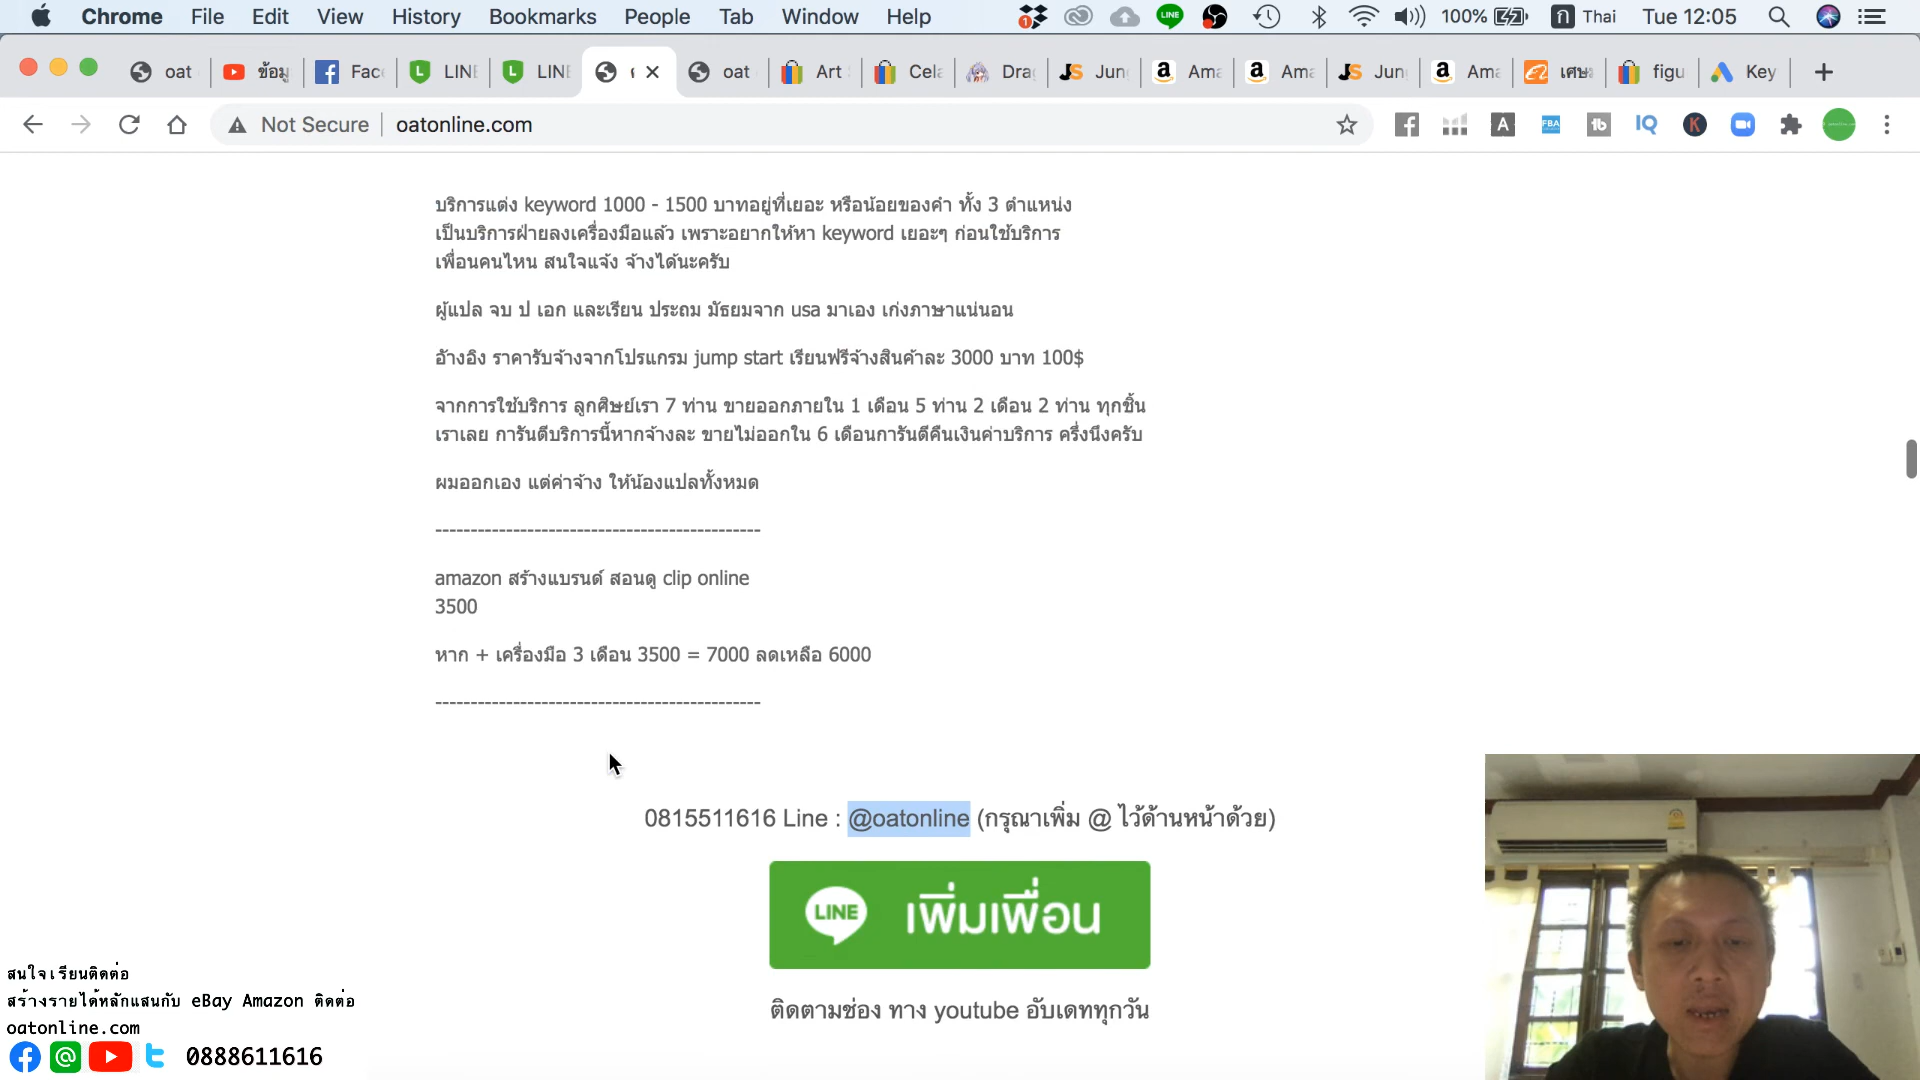 Chrome File Edit View History Bookmarks People Tab Window Help LINE 100% ก Thai Tue 12:05
oat ข้อมู Face LINE LINE oat Art Cela Drag Jung Ama Ama Jung Ama เศษ figu Key
Not Secure oatonline.com
บริการแต่ง keyword 1000 - 1500 บาทอยู่ที่เยอะ หรือน้อยของคำ ทั้ง 3 ตำแหน่ง
เป็นบริการฝ่ายลงเครื่องมือแล้ว เพราะอยากให้หา keyword เยอะๆ ก่อนใช้บริการ
เพื่อนคนไหน สนใจแจ้ง จ้างได้นะครับ
ผู้แปล จบ ป เอก และเรียน ประถม มัธยมจาก usa มาเอง เก่งภาษาแน่นอน
อ้างอิง ราคารับจ้างจากโปรแกรม jump start เรียนฟรีจ้างสินค้าละ 3000 บาท 100$
จากการใช้บริการ ลูกศิษย์เรา 7 ท่าน ขายออกภายใน 1 เดือน 5 ท่าน 2 เดือน 2 ท่าน ทุกชิ้น
เราเลย การันตีบริการนี้หากจ้างละ ขายไม่ออกใน 6 เดือนการันตีคืนเงินค่าบริการ ครึ่งนึงครับ
ผมออกเอง แต่ค่าจ้าง ให้น้องแปลทั้งหมด
----------------------------------------------
amazon สร้างแบรนด์ สอนดู clip online
3500
หาก + เครื่องมือ 3 เดือน 3500 = 7000 ลดเหลือ 6000
----------------------------------------------
0815511616 Line : @oatonline (กรุณาเพิ่ม @ ไว้ด้านหน้าด้วย)
LINE เพิ่มเพื่อน
ติดตามช่อง ทาง youtube อัปเดททุกวัน
สนใจเรียนติดต่อ
สร้างรายได้หลักแสนกับ eBay Amazon ติดต่อ
oatonline.com
0888611616